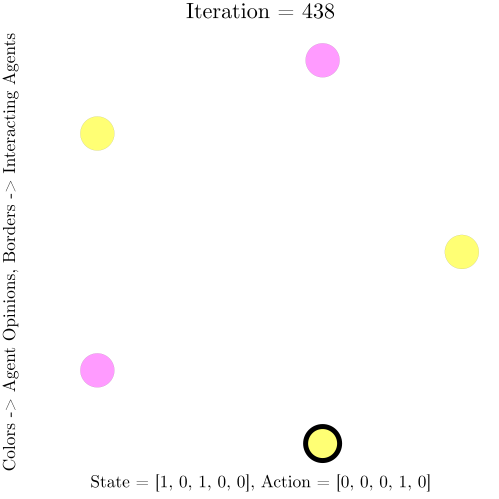 Iteration = 438
Colors -> Agent Opinions, Borders -> Interacting Agents
State = [1, 0, 1, 0, 0], Action = [0, 0, 0, 1, 0]